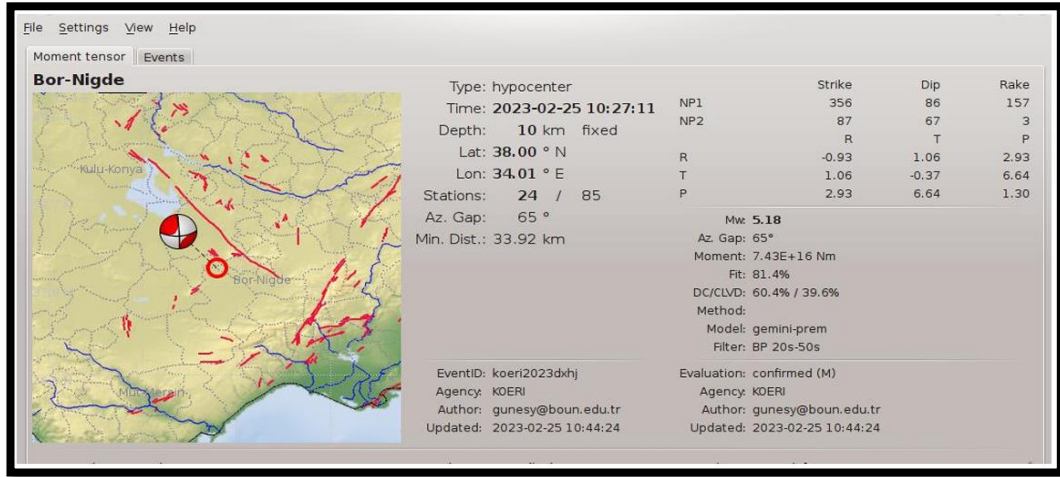 File Settings View Help
Moment tensor Events
Bor-Nigde
Kulu-Konya
Bor-Nigde
Mut-Mersin
Type: hypocenter
Time: 2023-02-25 10:27:11
Depth: 10 km fixed
Lat: 38.00 ° N
Lon: 34.01 ° E
Stations: 24 / 85
Az. Gap: 65 °
Min. Dist.: 33.92 km
Strike Dip Rake
NP1 356 86 157
NP2 87 67 3
R T P
R -0.93 1.06 2.93
T 1.06 -0.37 6.64
P 2.93 6.64 1.30
Mw: 5.18
Az. Gap: 65°
Moment: 7.43E+16 Nm
Fit: 81.4%
DC/CLVD: 60.4% / 39.6%
Method:
Model: gemini-prem
Filter: BP 20s-50s
EventID: koeri2023dxhj
Agency: KOERI
Author: gunesy@boun.edu.tr
Updated: 2023-02-25 10:44:24
Evaluation: confirmed (M)
Agency: KOERI
Author: gunesy@boun.edu.tr
Updated: 2023-02-25 10:44:24